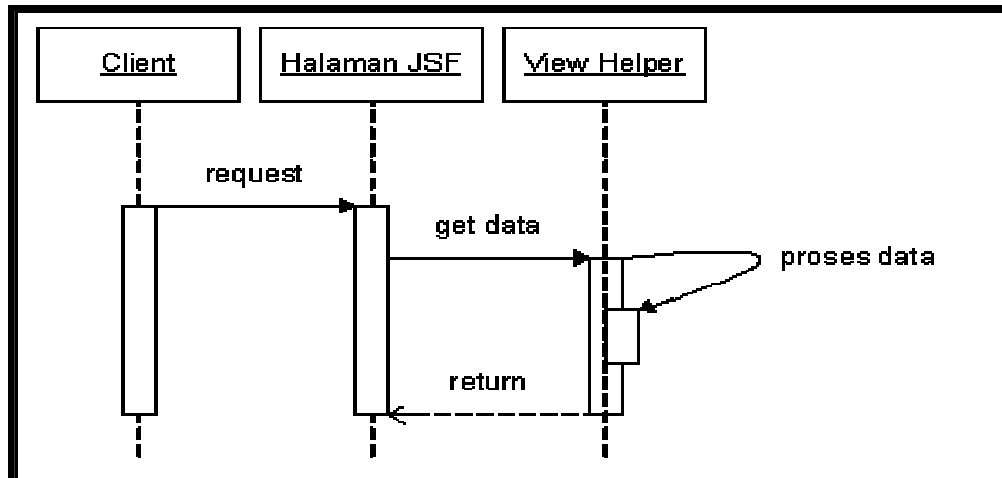 Client
Halaman JSF
View Helper
request
get data
proses data
return